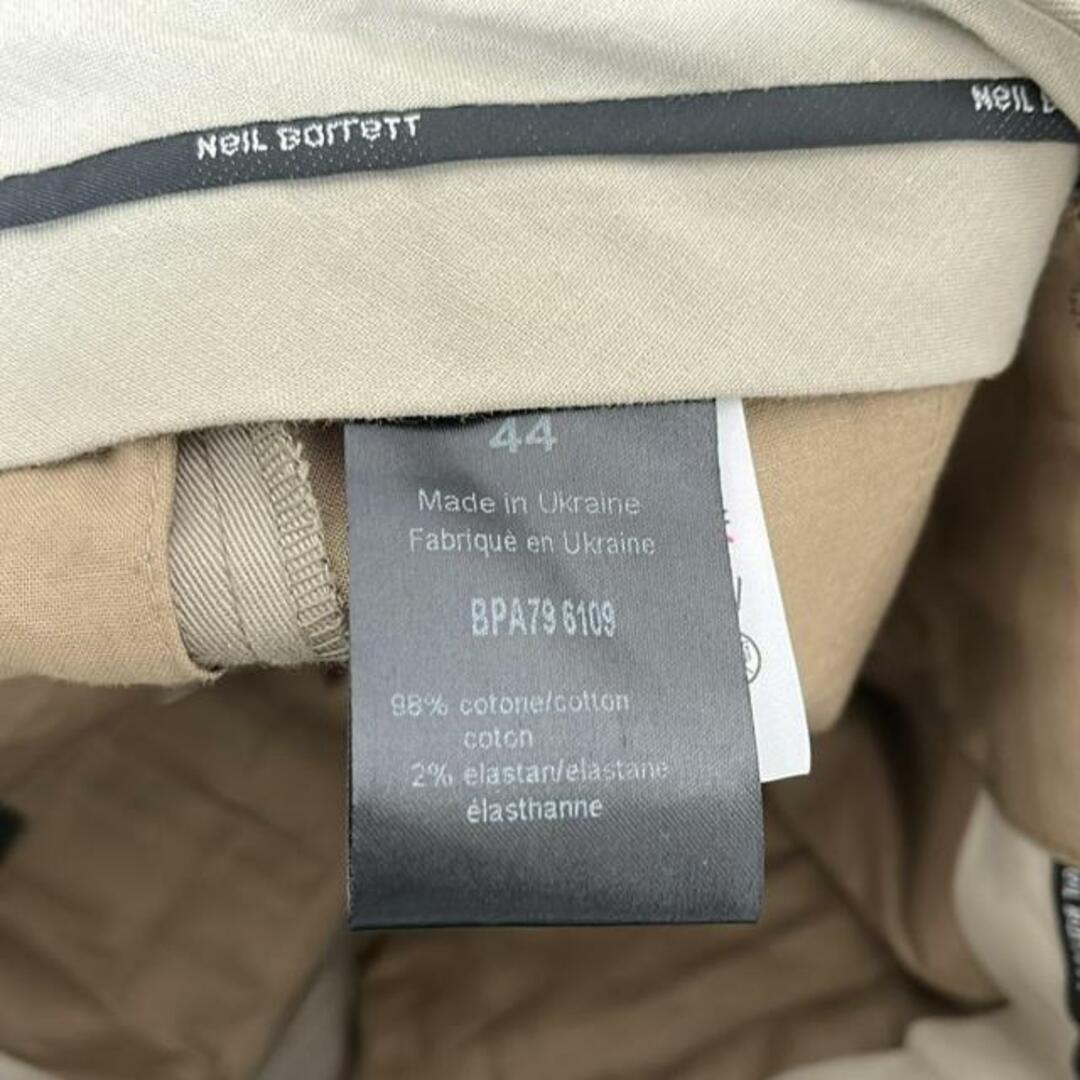 Neil Barrett
Neil B
44
Made in Ukraine
Fabriquè en Ukraine
BPA79 6109
98% cotone/cotton
coton
2% elastan/elastane
élasthanne